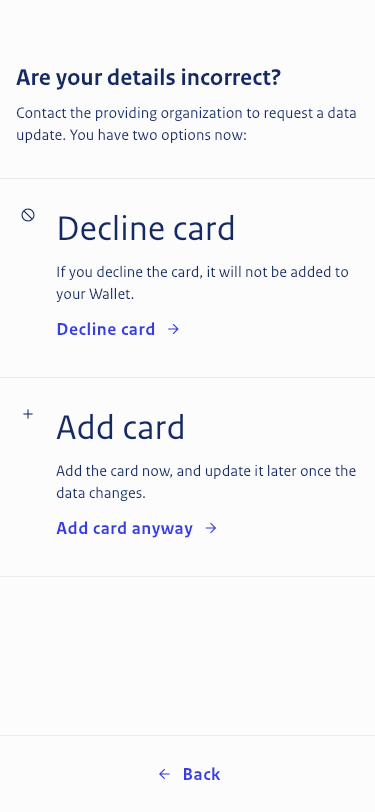 Are your details incorrect?
Contact the providing organization to request a data
update. You have two options now:
Decline card
If you decline the card, it will not be added to
your Wallet.
Decline card
Add card
Add the card now, and update it later once the
data changes.
Add card anyway
Back